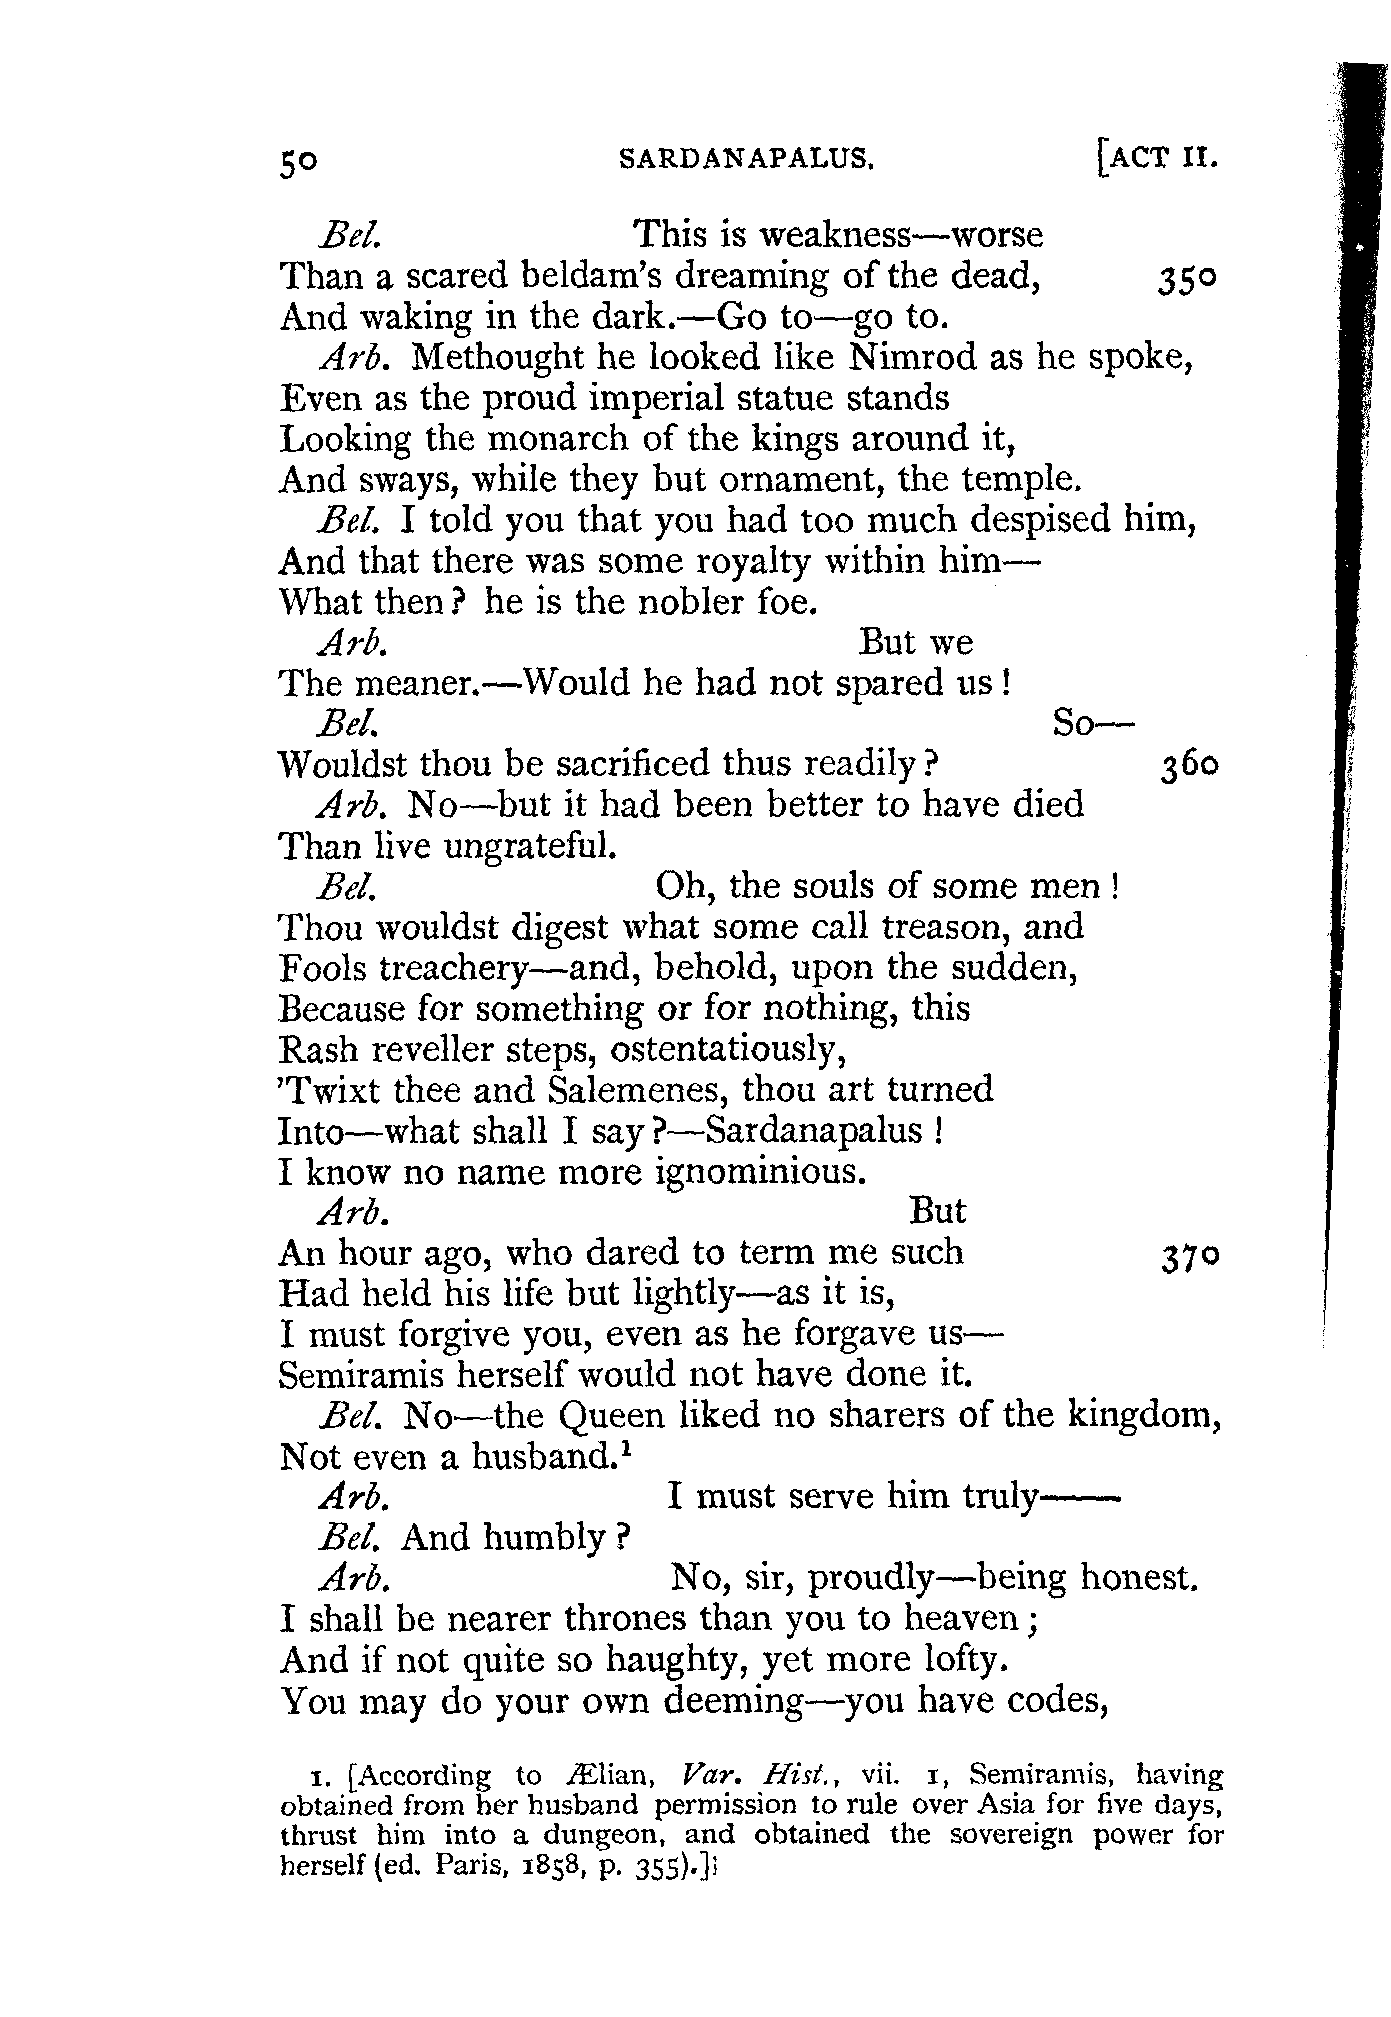 50 SARDANAPALUS. [ACT II.
Bel. This is weakness—worse
Than a scared beldam's dreaming of the dead, 350
And waking in the dark.—Go to—go to.
Arb. Methought he looked like Nimrod as he spoke,
Even as the proud imperial statue stands
Looking the monarch of the kings around it,
And sways, while they but ornament, the temple.
Bel. I told you that you had too much despised him,
And that there was some royalty within him—
What then? he is the nobler foe.
Arb. But we
The meaner.—Would he had not spared us!
Bel. So—
Wouldst thou be sacrificed thus readily? 360
Arb. No—but it had been better to have died
Than live ungrateful.
Bel. Oh, the souls of some men!
Thou wouldst digest what some call treason, and
Fools treachery—and, behold, upon the sudden,
Because for something or for nothing, this
Rash reveller steps, ostentatiously,
'Twixt thee and Salemenes, thou art turned
Into—what shall I say?—Sardanapalus!
I know no name more ignominious.
Arb. But
An hour ago, who dared to term me such 370
Had held his life but lightly—as it is,
I must forgive you, even as he forgave us—
Semiramis herself would not have done it.
Bel. No—the Queen liked no sharers of the kingdom,
Not even a husband.¹
Arb. I must serve him truly——
Bel. And humbly?
Arb. No, sir, proudly—being honest.
I shall be nearer thrones than you to heaven;
And if not quite so haughty, yet more lofty.
You may do your own deeming—you have codes,
1. [According to Ælian, Var. Hist., vii. 1, Semiramis, having
obtained from her husband permission to rule over Asia for five days,
thrust him into a dungeon, and obtained the sovereign power for
herself (ed. Paris, 1858, p. 355).]